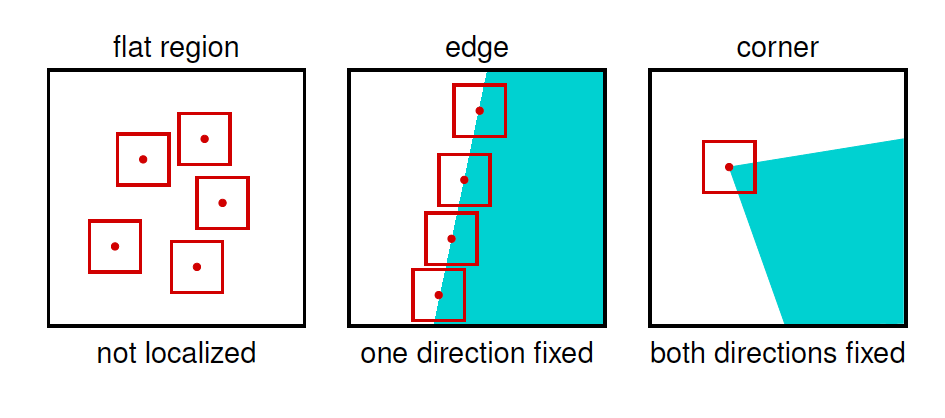 flat region
edge
corner
not localized
one direction fixed
both directions fixed